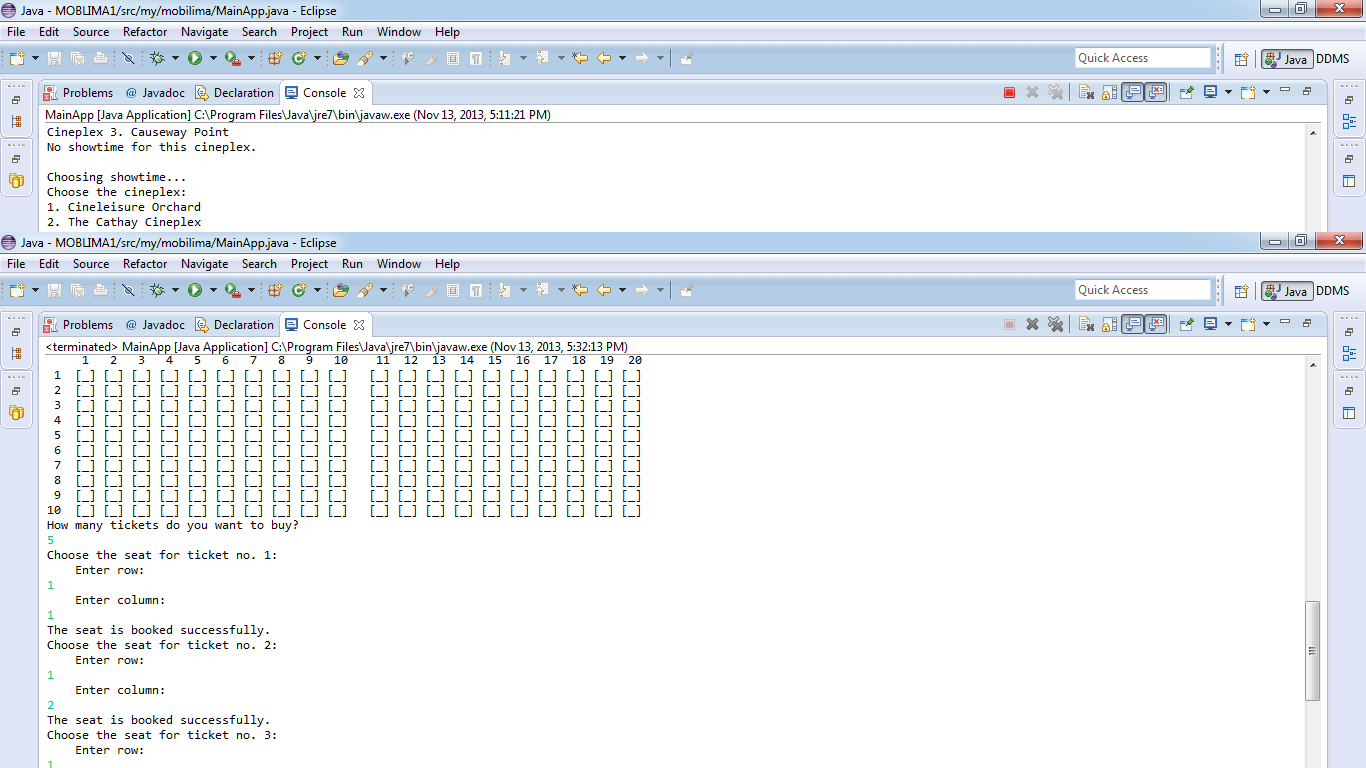 Java - MOBLIMA1/src/my/mobilima/MainApp.java - Eclipse
File Edit Source Refactor Navigate Search Project Run Window Help
Quick Access Java DDMS
Problems @ Javadoc Declaration Console
MainApp [Java Application] C:\Program Files\Java\jre7\bin\javaw.exe (Nov 13, 2013, 5:11:21 PM)
Cineplex 3. Causeway Point
No showtime for this cineplex.
Choosing showtime...
Choose the cineplex:
1. Cineleisure Orchard
2. The Cathay Cineplex
Java - MOBLIMA1/src/my/mobilima/MainApp.java - Eclipse
File Edit Source Refactor Navigate Search Project Run Window Help
Quick Access Java DDMS
Problems @ Javadoc Declaration Console
<terminated> MainApp [Java Application] C:\Program Files\Java\jre7\bin\javaw.exe (Nov 13, 2013, 5:32:13 PM)
1 2 3 4 5 6 7 8 9 10 11 12 13 14 15 16 17 18 19 20
1 [_] [_] [_] [_] [_] [_] [_] [_] [_] [_] [_] [_] [_] [_] [_] [_] [_] [_] [_] [_]
2 [_] [_] [_] [_] [_] [_] [_] [_] [_] [_] [_] [_] [_] [_] [_] [_] [_] [_] [_] [_]
3 [_] [_] [_] [_] [_] [_] [_] [_] [_] [_] [_] [_] [_] [_] [_] [_] [_] [_] [_] [_]
4 [_] [_] [_] [_] [_] [_] [_] [_] [_] [_] [_] [_] [_] [_] [_] [_] [_] [_] [_] [_]
5 [_] [_] [_] [_] [_] [_] [_] [_] [_] [_] [_] [_] [_] [_] [_] [_] [_] [_] [_] [_]
6 [_] [_] [_] [_] [_] [_] [_] [_] [_] [_] [_] [_] [_] [_] [_] [_] [_] [_] [_] [_]
7 [_] [_] [_] [_] [_] [_] [_] [_] [_] [_] [_] [_] [_] [_] [_] [_] [_] [_] [_] [_]
8 [_] [_] [_] [_] [_] [_] [_] [_] [_] [_] [_] [_] [_] [_] [_] [_] [_] [_] [_] [_]
9 [_] [_] [_] [_] [_] [_] [_] [_] [_] [_] [_] [_] [_] [_] [_] [_] [_] [_] [_] [_]
10 [_] [_] [_] [_] [_] [_] [_] [_] [_] [_] [_] [_] [_] [_] [_] [_] [_] [_] [_] [_]
How many tickets do you want to buy?
5
Choose the seat for ticket no. 1:
Enter row:
1
Enter column:
1
The seat is booked successfully.
Choose the seat for ticket no. 2:
Enter row:
1
Enter column:
2
The seat is booked successfully.
Choose the seat for ticket no. 3:
Enter row:
1